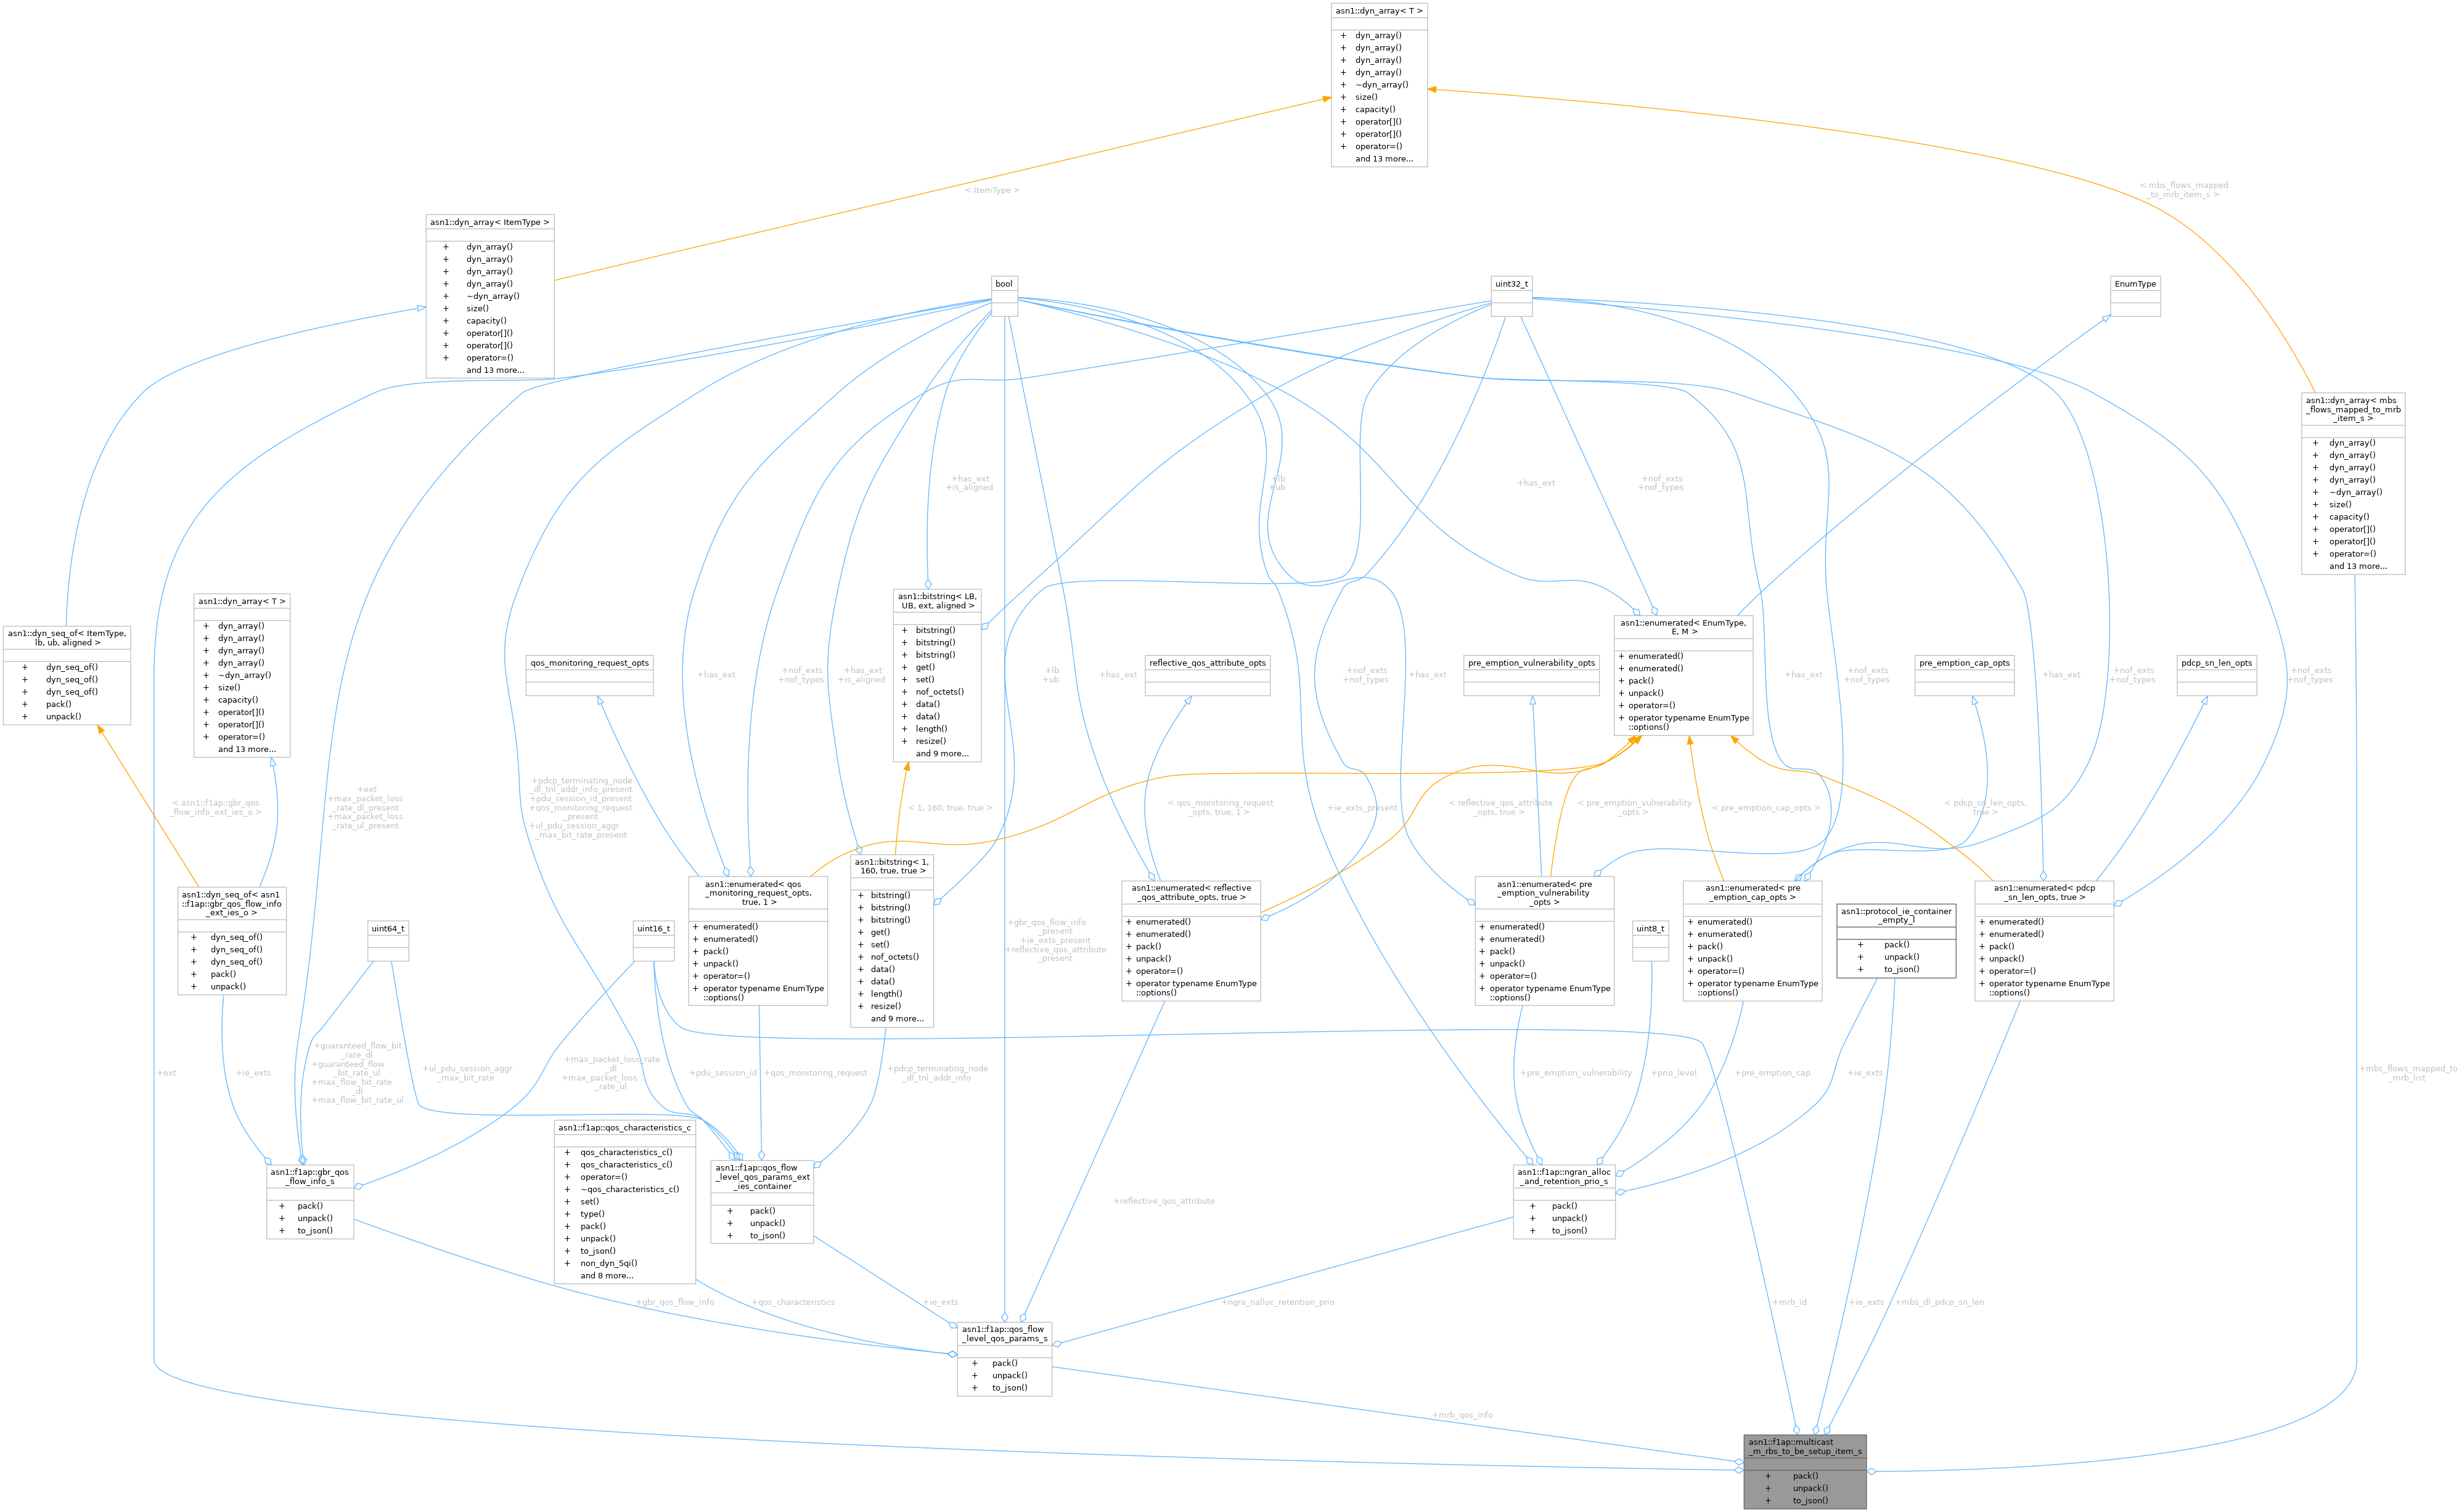 asn1::dyn_array< T >
+ dyn_array()
+ dyn_array()
+ dyn_array()
+ dyn_array()
+ ~dyn_array()
+ size()
+ capacity()
+ operator[]()
+ operator[]()
+ operator=()
and 13 more...
< ItemType >
< mbs_flows_mapped
_to_mrb_item_s >
asn1::dyn_array< ItemType >
+ dyn_array()
+ dyn_array()
+ dyn_array()
+ dyn_array()
+ ~dyn_array()
+ size()
+ capacity()
+ operator[]()
+ operator[]()
+ operator=()
and 13 more...
bool
uint32_t
EnumType
asn1::dyn_array< mbs
_flows_mapped_to_mrb
_item_s >
+ dyn_array()
+ dyn_array()
+ dyn_array()
+ dyn_array()
+ ~dyn_array()
+ size()
+ capacity()
+ operator[]()
+ operator[]()
+ operator=()
and 13 more...
+has_ext
+is_aligned
+lb
+ub
+has_ext
+nof_exts
+nof_types
asn1::dyn_seq_of< ItemType,
lb, ub, aligned >
+ dyn_seq_of()
+ dyn_seq_of()
+ dyn_seq_of()
+ pack()
+ unpack()
asn1::dyn_array< T >
+ dyn_array()
+ dyn_array()
+ dyn_array()
+ dyn_array()
+ ~dyn_array()
+ size()
+ capacity()
+ operator[]()
+ operator[]()
+ operator=()
and 13 more...
qos_monitoring_request_opts
asn1::bitstring< LB,
UB, ext, aligned >
+ bitstring()
+ bitstring()
+ bitstring()
+ get()
+ set()
+ nof_octets()
+ data()
+ data()
+ length()
+ resize()
and 9 more...
reflective_qos_attribute_opts
pre_emption_vulnerability_opts
asn1::enumerated< EnumType,
E, M >
+ enumerated()
+ enumerated()
+ pack()
+ unpack()
+ operator=()
+ operator typename EnumType
::options()
pre_emption_cap_opts
pdcp_sn_len_opts
+has_ext
+nof_exts
+nof_types
+has_ext
+is_aligned
+lb
+ub
+has_ext
+nof_exts
+nof_types
+has_ext
+has_ext
+nof_exts
+nof_types
+has_ext
+nof_exts
+nof_types
+nof_exts
+nof_types
< asn1::f1ap::gbr_qos
_flow_info_ext_ies_o >
+ext
+max_packet_loss
_rate_dl_present
+max_packet_loss
_rate_ul_present
+pdcp_terminating_node
_dl_tnl_addr_info_present
+pdu_session_id_present
+qos_monitoring_request
_present
+ul_pdu_session_aggr
_max_bit_rate_present
< 1, 160, true, true >
< qos_monitoring_request
_opts, true, 1 >
+ie_exts_present
< reflective_qos_attribute
_opts, true >
< pre_emption_vulnerability
_opts >
< pre_emption_cap_opts >
< pdcp_sn_len_opts,
true >
asn1::dyn_seq_of< asn1
::f1ap::gbr_qos_flow_info
_ext_ies_o >
+ dyn_seq_of()
+ dyn_seq_of()
+ dyn_seq_of()
+ pack()
+ unpack()
uint64_t
uint16_t
asn1::enumerated< qos
_monitoring_request_opts,
true, 1 >
+ enumerated()
+ enumerated()
+ pack()
+ unpack()
+ operator=()
+ operator typename EnumType
::options()
asn1::bitstring< 1,
160, true, true >
+ bitstring()
+ bitstring()
+ bitstring()
+ get()
+ set()
+ nof_octets()
+ data()
+ data()
+ length()
+ resize()
and 9 more...
+gbr_qos_flow_info
_present
+ie_exts_present
+reflective_qos_attribute
_present
asn1::enumerated< reflective
_qos_attribute_opts, true >
+ enumerated()
+ enumerated()
+ pack()
+ unpack()
+ operator=()
+ operator typename EnumType
::options()
asn1::enumerated< pre
_emption_vulnerability
_opts >
+ enumerated()
+ enumerated()
+ pack()
+ unpack()
+ operator=()
+ operator typename EnumType
::options()
uint8_t
asn1::enumerated< pre
_emption_cap_opts >
+ enumerated()
+ enumerated()
+ pack()
+ unpack()
+ operator=()
+ operator typename EnumType
::options()
asn1::protocol_ie_container
_empty_l
+ pack()
+ unpack()
+ to_json()
asn1::enumerated< pdcp
_sn_len_opts, true >
+ enumerated()
+ enumerated()
+ pack()
+ unpack()
+ operator=()
+ operator typename EnumType
::options()
+ext
+ie_exts
+guaranteed_flow_bit
_rate_dl
+guaranteed_flow
_bit_rate_ul
+max_flow_bit_rate
_dl
+max_flow_bit_rate_ul
+ul_pdu_session_aggr
_max_bit_rate
+max_packet_loss_rate
_dl
+max_packet_loss
_rate_ul
+pdu_session_id
+qos_monitoring_request
+pdcp_terminating_node
_dl_tnl_addr_info
+pre_emption_vulnerability
+prio_level
+pre_emption_cap
+ie_exts
+mbs_flows_mapped_to
_mrb_list
asn1::f1ap::gbr_qos
_flow_info_s
+ pack()
+ unpack()
+ to_json()
asn1::f1ap::qos_characteristics_c
+ qos_characteristics_c()
+ qos_characteristics_c()
+ operator=()
+ ~qos_characteristics_c()
+ set()
+ type()
+ pack()
+ unpack()
+ to_json()
+ non_dyn_5qi()
and 8 more...
asn1::f1ap::qos_flow
_level_qos_params_ext
_ies_container
+ pack()
+ unpack()
+ to_json()
+reflective_qos_attribute
asn1::f1ap::ngran_alloc
_and_retention_prio_s
+ pack()
+ unpack()
+ to_json()
+gbr_qos_flow_info
+qos_characteristics
+ie_exts
+ngra_nalloc_retention_prio
+mrb_id
+ie_exts
+mbs_dl_pdcp_sn_len
asn1::f1ap::qos_flow
_level_qos_params_s
+ pack()
+ unpack()
+ to_json()
+mrb_qos_info
asn1::f1ap::multicast
_m_rbs_to_be_setup_item_s
+ pack()
+ unpack()
+ to_json()